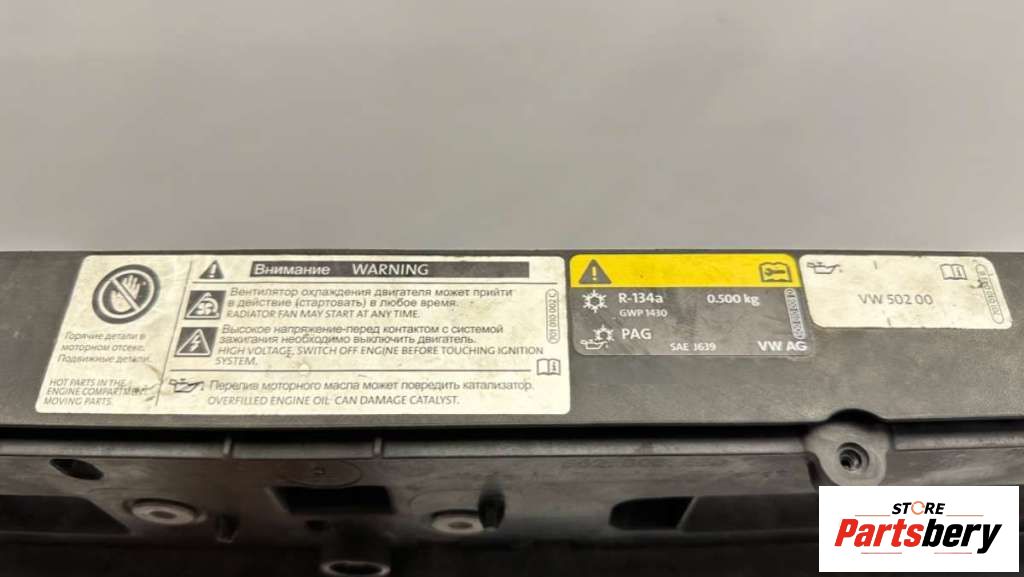 Внимание WARNING
Вентилятор охлаждения двигателя может прийти
в действие (стартовать) в любое время.
RADIATOR FAN MAY START AT ANY TIME.
Высокое напряжение-перед контактом с системой
зажигания необходимо выключить двигатель.
HIGH VOLTAGE, SWITCH OFF ENGINE BEFORE TOUCHING IGNITION
SYSTEM.
Перелив моторного масла может повредить катализатор.
OVERFILLED ENGINE OIL: CAN DAMAGE CATALYST.
Горячие детали в
моторном отсеке.
Подвижные детали.
HOT PARTS IN THE
ENGINE COMPARTMENT.
MOVING PARTS.
701 010 002 C
R-134a 0.500 kg
GWP 1430
PAG
SAE J639 VW AG
VW 502 00
STORE
Partsbery